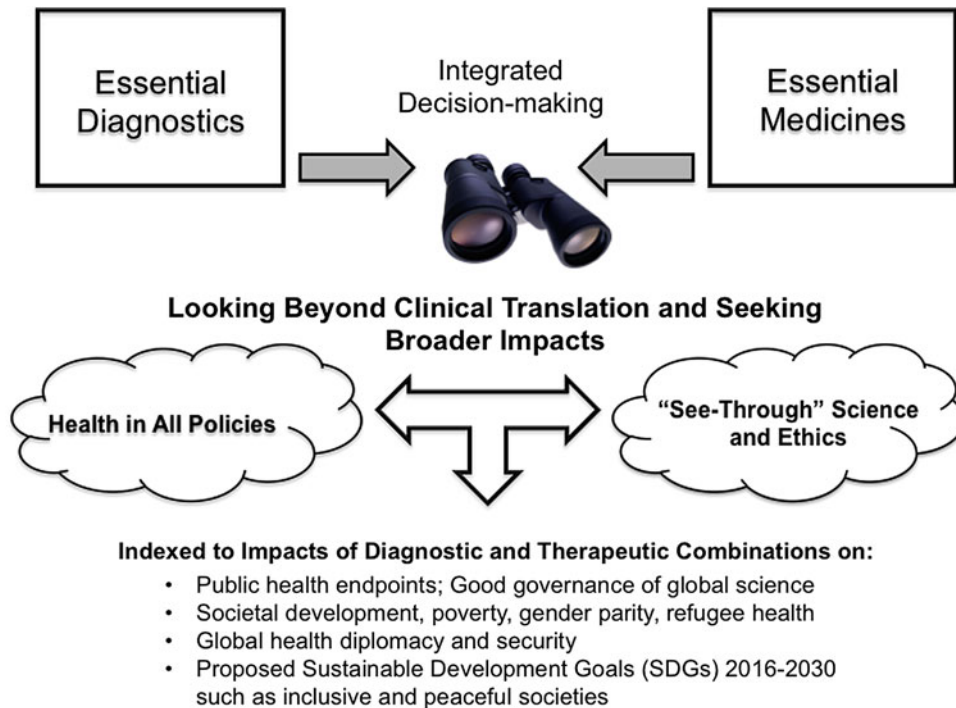 Essential
Diagnostics
Integrated
Decision-making
Essential
Medicines
Looking Beyond Clinical Translation and Seeking
Broader Impacts
Health in All Policies
“See-Through” Science
and Ethics
Indexed to Impacts of Diagnostic and Therapeutic Combinations on:
• Public health endpoints; Good governance of global science
• Societal development, poverty, gender parity, refugee health
• Global health diplomacy and security
• Proposed Sustainable Development Goals (SDGs) 2016-2030
such as inclusive and peaceful societies